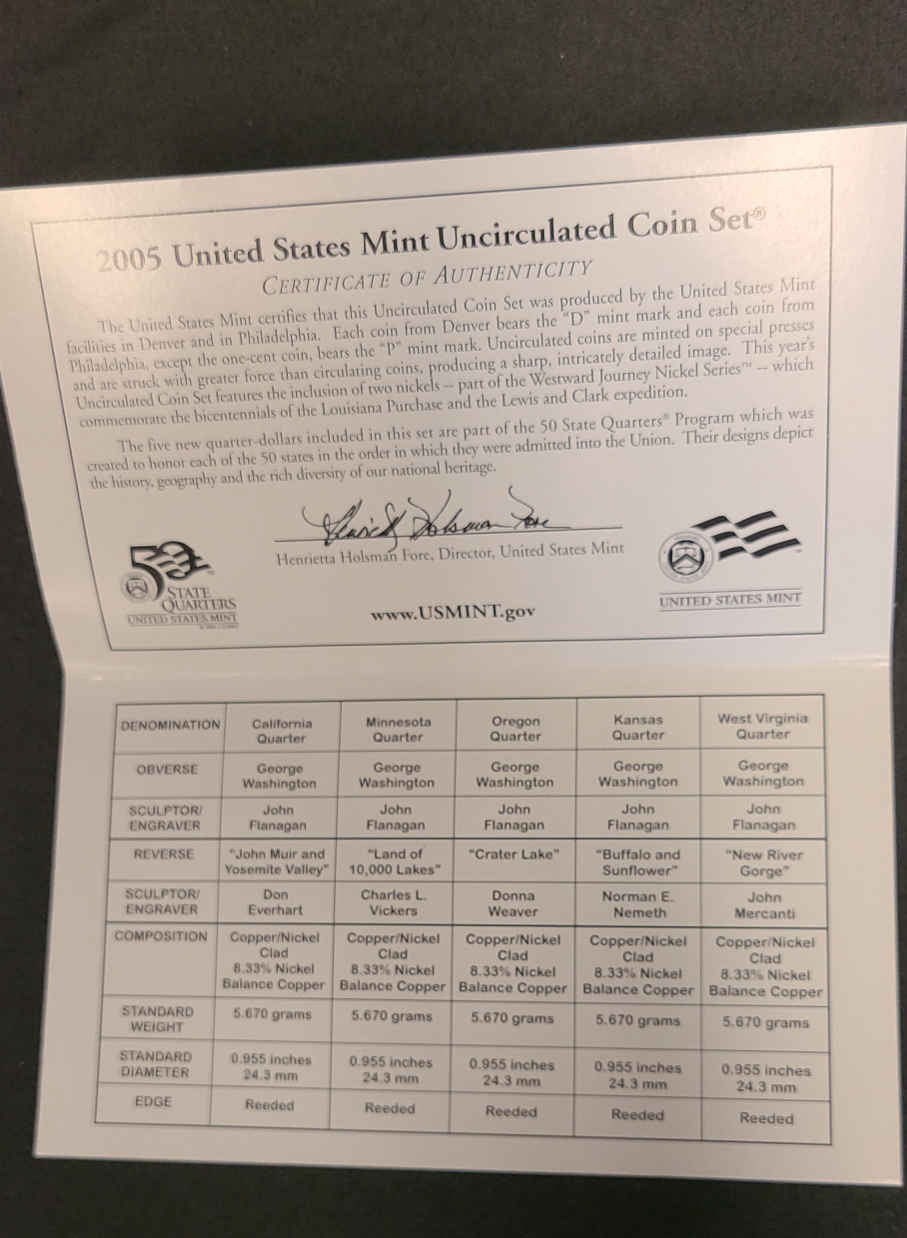 2005 United States Mint Uncirculated Coin Set®
CERTIFICATE OF AUTHENTICITY
The United States Mint certifies that this Uncirculated Coin Set was produced by the United States Mint
facilities in Denver and in Philadelphia. Each coin from Denver bears the "D" mint mark and each coin from
Philadelphia, except the one-cent coin, bears the "P" mint mark. Uncirculated coins are minted on special presses
and are struck with greater force than circulating coins, producing a sharp, intricately detailed image. This year's
Uncirculated Coin Set features the inclusion of two nickels -- part of the Westward Journey Nickel Series™ -- which
commemorate the bicentennials of the Louisiana Purchase and the Lewis and Clark expedition.
The five new quarter-dollars included in this set are part of the 50 State Quarters® Program which was
created to honor each of the 50 states in the order in which they were admitted into the Union. Their designs depict
the history, geography and the rich diversity of our national heritage.
Henrietta Holsman Fore
Henrietta Holsman Fore, Director, United States Mint
50
STATE
QUARTERS
UNITED STATES MINT
www.USMINT.gov
UNITED STATES MINT
DENOMINATION California Quarter Minnesota Quarter Oregon Quarter Kansas Quarter West Virginia Quarter
OBVERSE George Washington George Washington George Washington George Washington George Washington
SCULPTOR/ENGRAVER John Flanagan John Flanagan John Flanagan John Flanagan John Flanagan
REVERSE "John Muir and Yosemite Valley" "Land of 10,000 Lakes" "Crater Lake" "Buffalo and Sunflower" "New River Gorge"
SCULPTOR/ENGRAVER Don Everhart Charles L. Vickers Donna Weaver Norman E. Nemeth John Mercanti
COMPOSITION Copper/Nickel Clad 8.33% Nickel Balance Copper Copper/Nickel Clad 8.33% Nickel Balance Copper Copper/Nickel Clad 8.33% Nickel Balance Copper Copper/Nickel Clad 8.33% Nickel Balance Copper Copper/Nickel Clad 8.33% Nickel Balance Copper
STANDARD WEIGHT 5.670 grams 5.670 grams 5.670 grams 5.670 grams 5.670 grams
STANDARD DIAMETER 0.955 inches 24.3 mm 0.955 inches 24.3 mm 0.955 inches 24.3 mm 0.955 inches 24.3 mm 0.955 inches 24.3 mm
EDGE Reeded Reeded Reeded Reeded Reeded